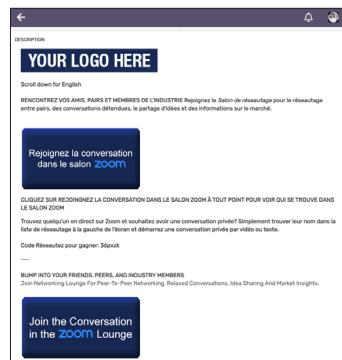 DESCRIPTION
YOUR LOGO HERE
Scroll down for English
RENCONTREZ VOS AMIS, PAIRS ET MEMBRES DE L'INDUSTRIE Rejoignez le Salon de réseautage pour le réseautage
entre pairs, des conversations détendues, le partage d'idées et des informations sur le marché.
Rejoignez la conversation
dans le salon zoom
CLIQUEZ SUR REJOINGNEZ LA CONVERSATION DANS LE SALON ZOOM À TOUT POINT POUR VOIR QUI SE TROUVE DANS
LE SALON ZOOM
Trouvez quelqu'un en direct sur Zoom et souhaitez avoir une conversation privée? Simplement trouver leur nom dans la
liste de réseautage à la gauche de l'écran et démarrez une conversation privée par vidéo ou texte.
Code Réseautez pour gagner: 36pxzk
----
BUMP INTO YOUR FRIENDS, PEERS, AND INDUSTRY MEMBERS
Join Networking Lounge For Peer-To-Peer Networking, Relaxed Conversations, Idea Sharing And Market Insights.
Join the Conversation
in the zoom Lounge